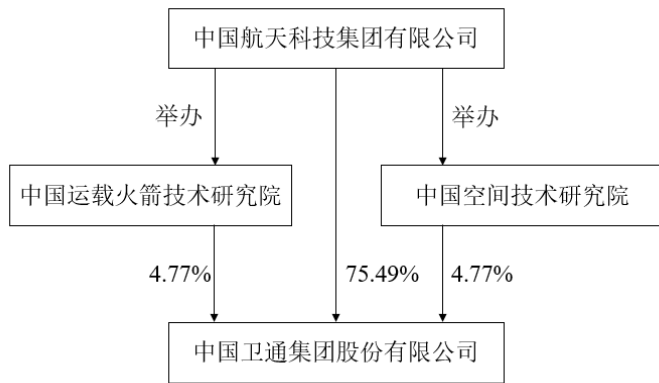 中国航天科技集团有限公司
举办
举办
中国运载火箭技术研究院
中国空间技术研究院
4.77%
75.49%
4.77%
中国卫通集团股份有限公司